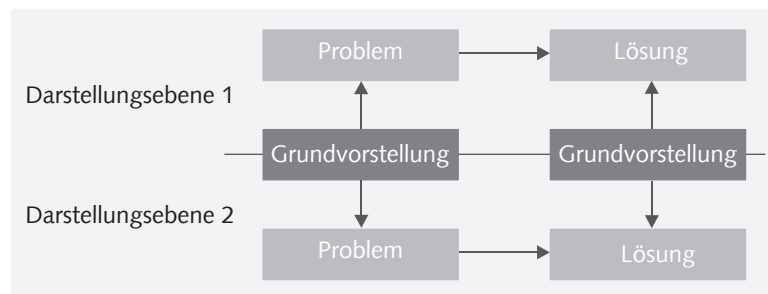 Problem
Lösung
Darstellungsebene 1
Grundvorstellung
Grundvorstellung
Darstellungsebene 2
Problem
Lösung